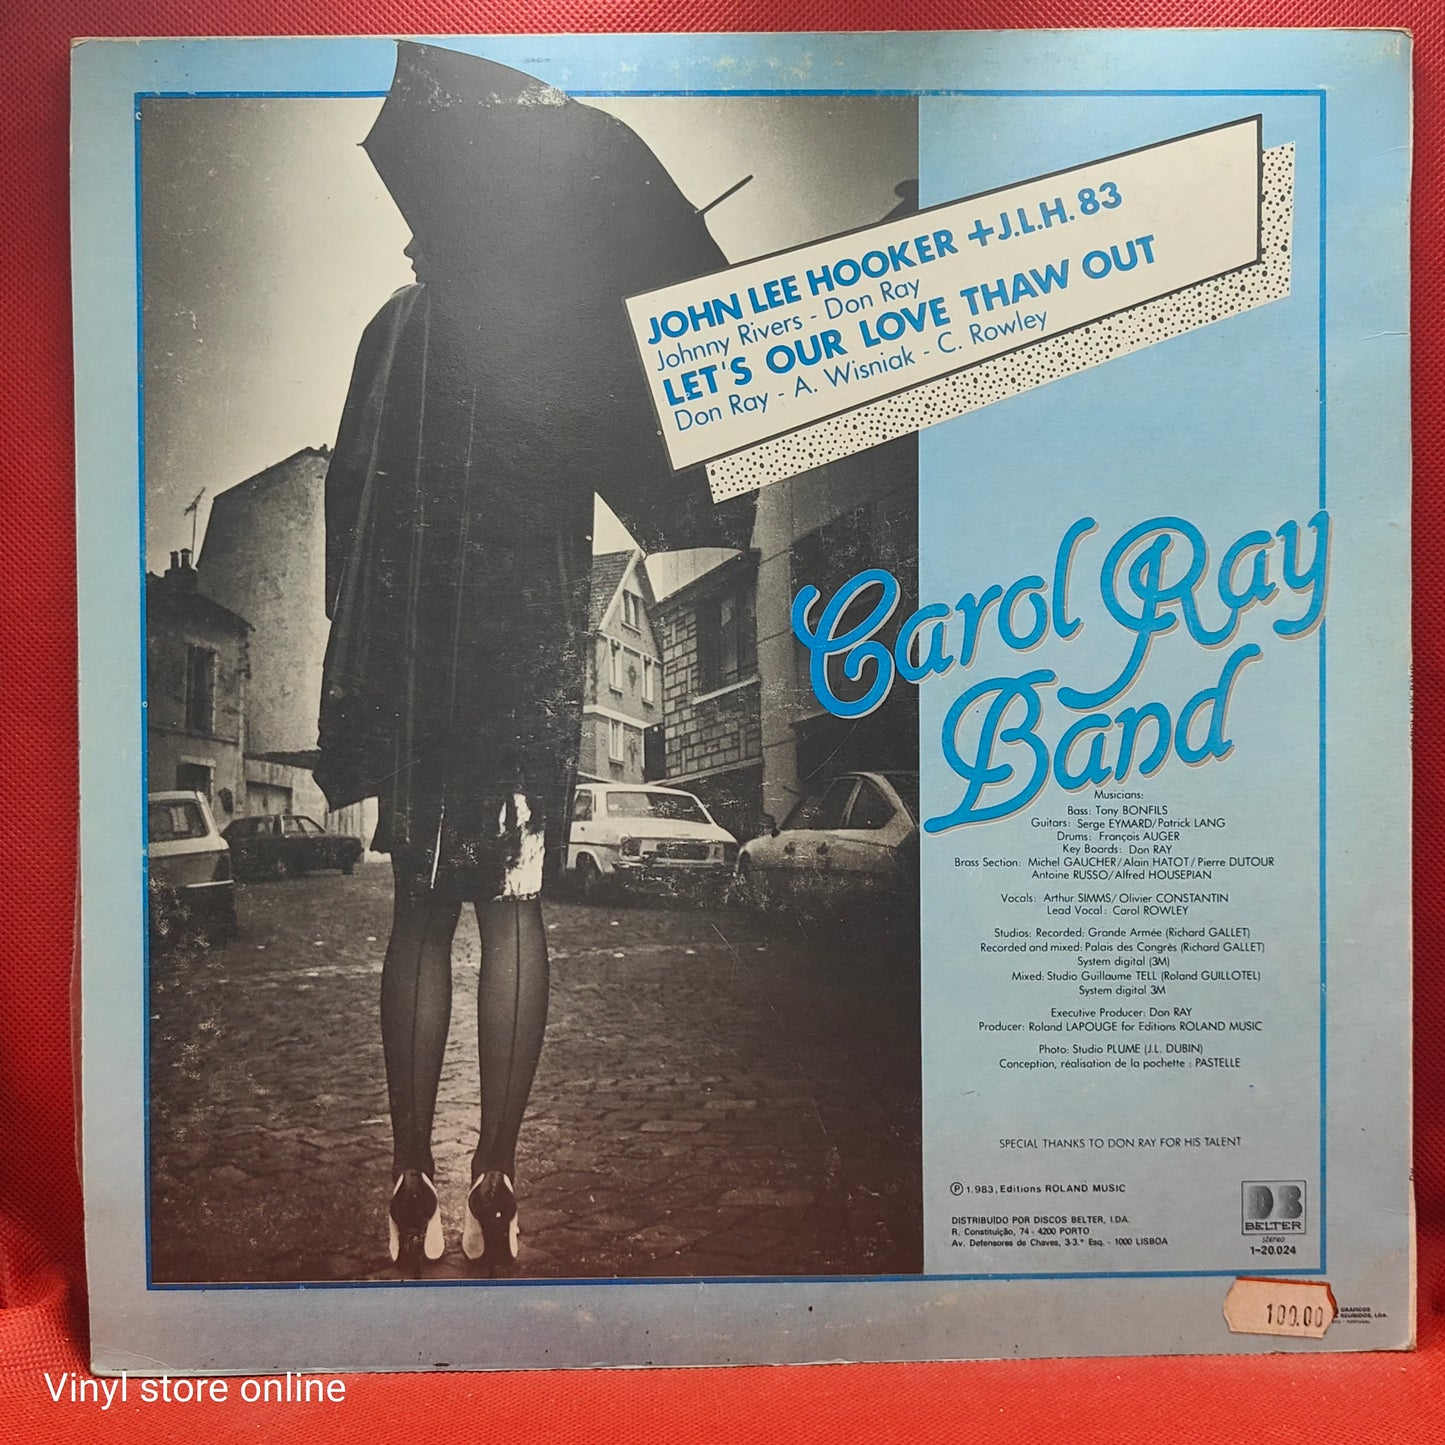 JOHN LEE HOOKER + J.L.H. 83
Johnny Rivers - Don Ray
LET'S OUR LOVE THAW OUT
Don Ray - A. Wisniak - C. Rowley
Carol Ray
Band
Musicians:
Bass: Tony BONFILS
Guitars: Serge EYMARD/Patrick LANG
Drums: François AUGER
Key Boards: Don RAY
Brass Section: Michel GAUCHER/Alain HATOT/Pierre DUTOUR
Antoine RUSSO/Alfred HOUSEPIAN
Vocals: Arthur SIMMS/Olivier CONSTANTIN
Lead Vocal: Carol ROWLEY
Studios: Recorded: Grande Armée (Richard GALLET)
Recorded and mixed: Palais des Congrès (Richard GALLET)
System digital (3M)
Mixed: Studio Guillaume TELL (Roland GUILLOTEL)
System digital 3M
Executive Producer: Don RAY
Producer: Roland LAPOUGE for Editions ROLAND MUSIC
Photo: Studio PLUME (J.L. DUBIN)
Conception, réalisation de la pochette : PASTELLE
SPECIAL THANKS TO DON RAY FOR HIS TALENT
Ⓟ 1.983, Editions ROLAND MUSIC
DISTRIBUÍDO POR DISCOS BELTER, LDA.
R. Constituição, 74 - 4200 PORTO
Av. Defensores de Chaves, 3-3.º Esq. - 1000 LISBOA
DB
BELTER
stereo
1-20.024
100.00
GRÁFICOS
REUNIDOS, LDA.
PORTUGAL
Vinyl store online